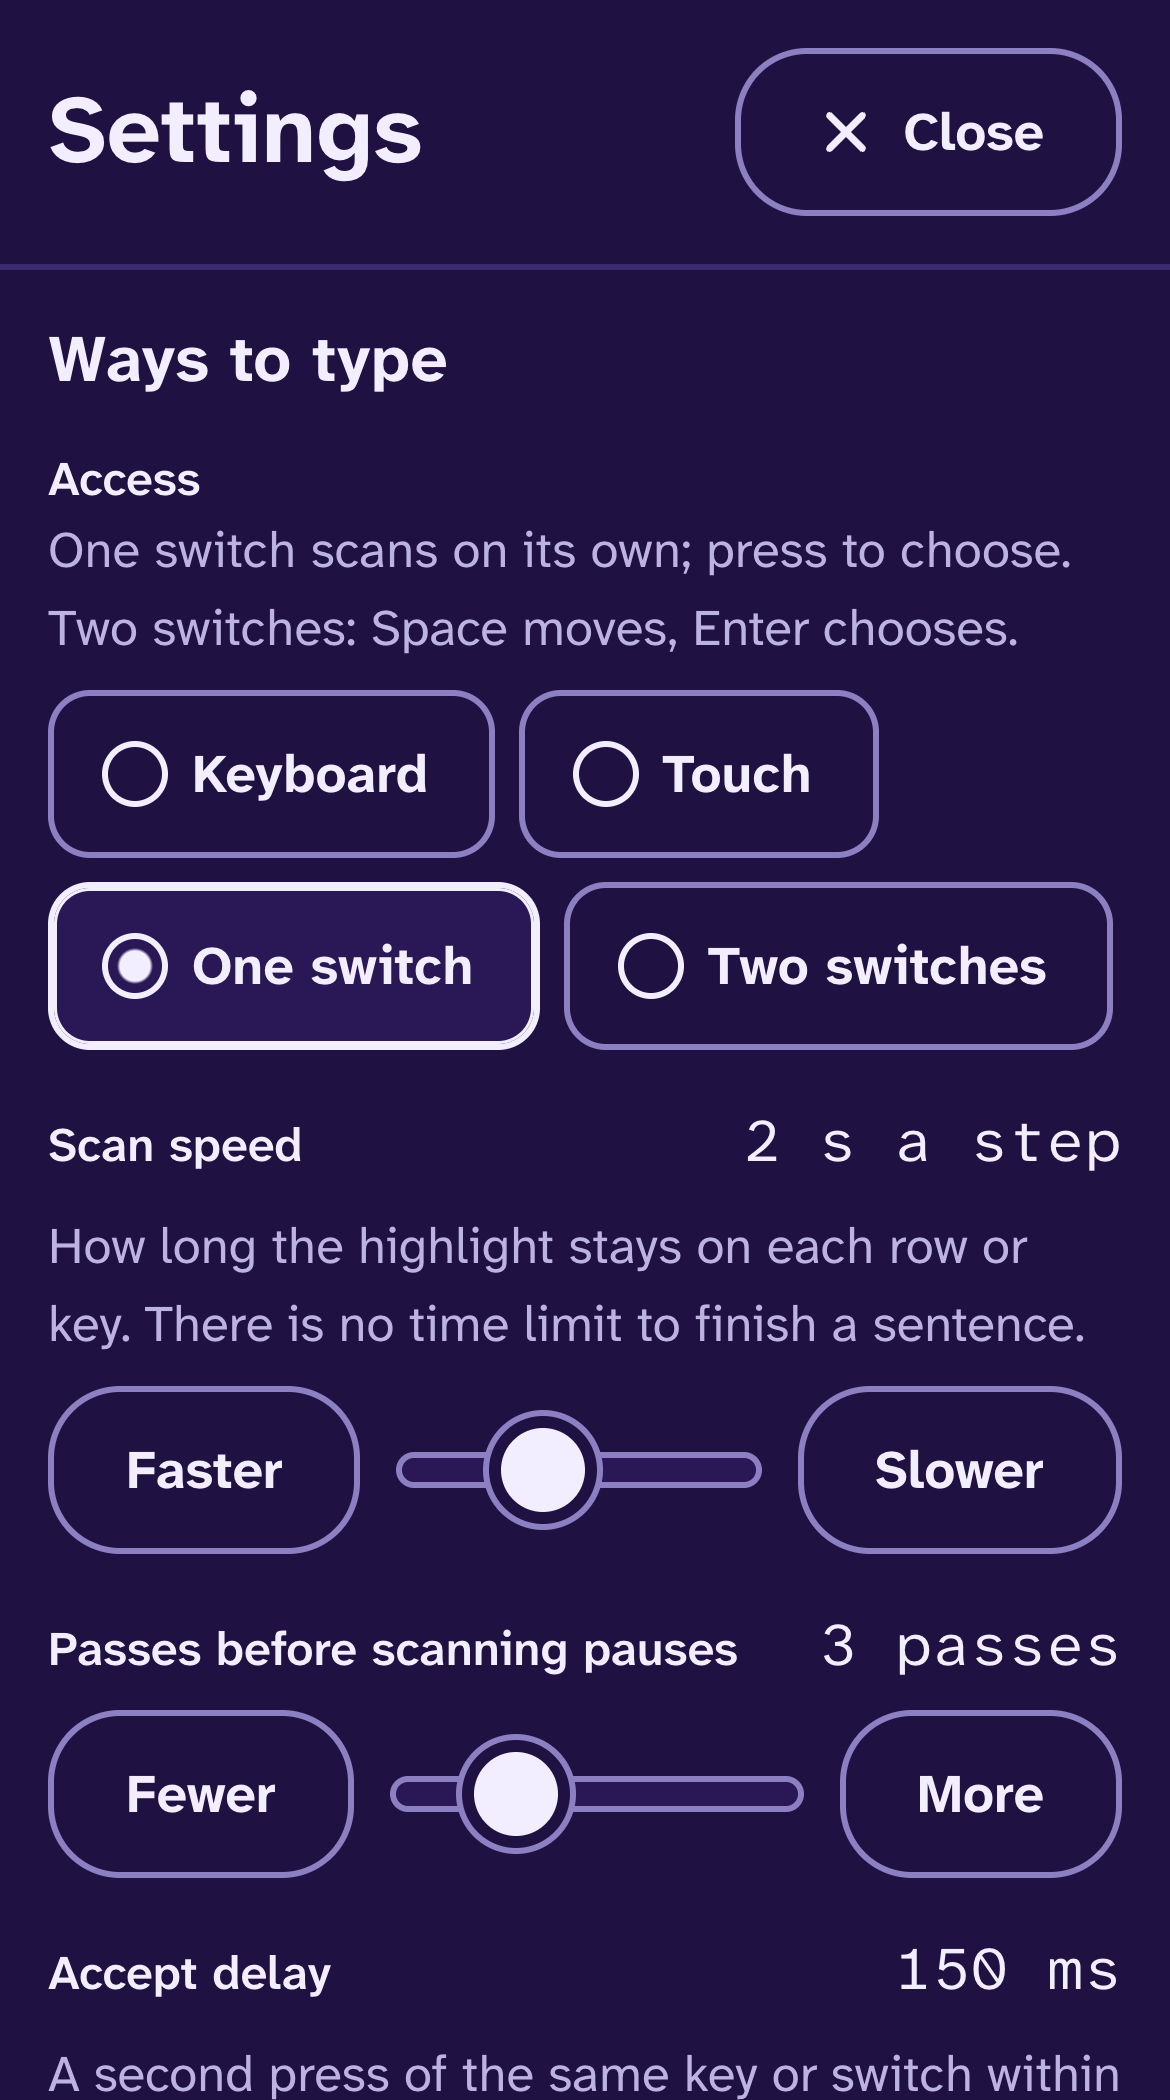 Settings
Close
Ways to type
Access
One switch scans on its own; press to choose.
Two switches: Space moves, Enter chooses.
Keyboard
Touch
One switch
Two switches
Scan speed
2 s a step
How long the highlight stays on each row or
key. There is no time limit to finish a sentence.
Faster
Slower
Passes before scanning pauses
3 passes
Fewer
More
Accept delay
150 ms
A second press of the same key or switch within